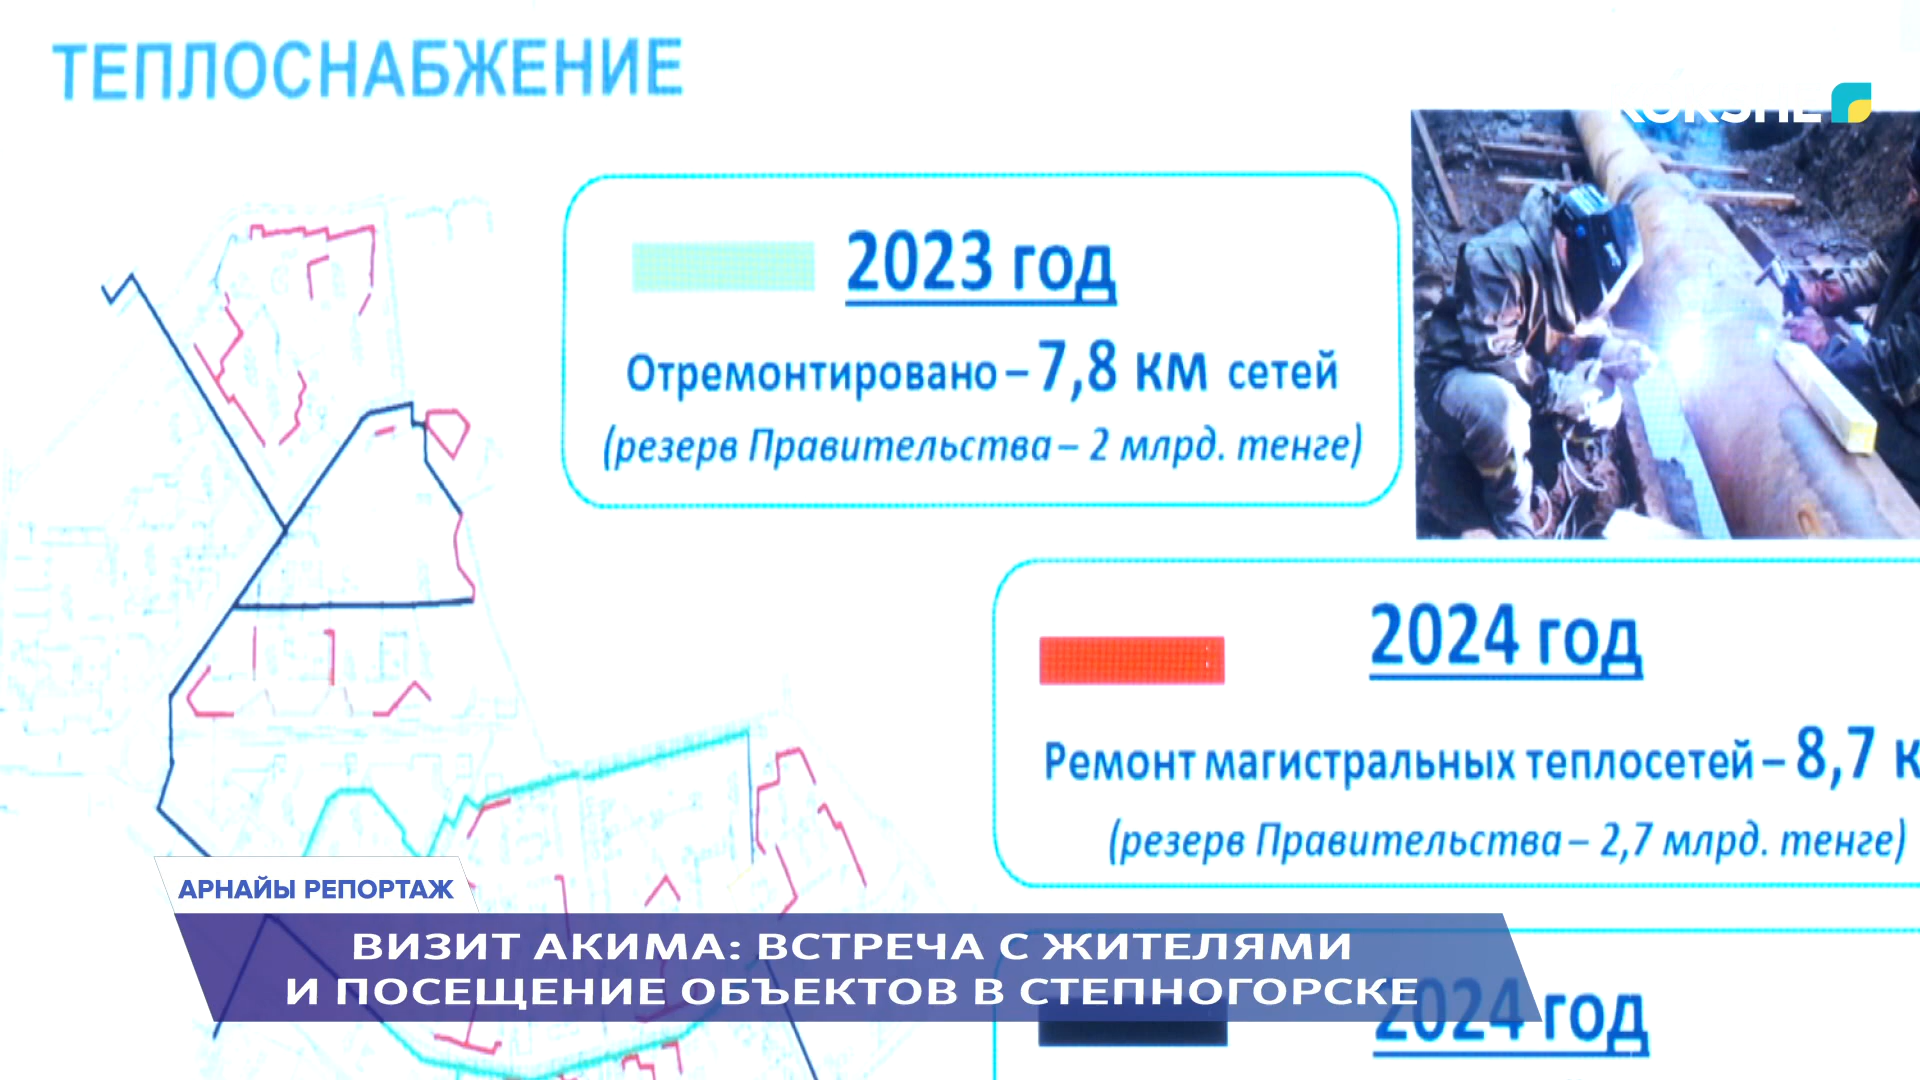 ТЕПЛОСНАБЖЕНИЕ
KOKSHE
2023 год
Отремонтировано – 7,8 км сетей
(резерв Правительства – 2 млрд. тенге)
2024 год
Ремонт магистральных теплосетей – 8,7 к
(резерв Правительства – 2,7 млрд. тенге)
АРНАЙЫ РЕПОРТАЖ
ВИЗИТ АКИМА: ВСТРЕЧА С ЖИТЕЛЯМИ
И ПОСЕЩЕНИЕ ОБЪЕКТОВ В СТЕПНОГОРСКЕ
2024 год